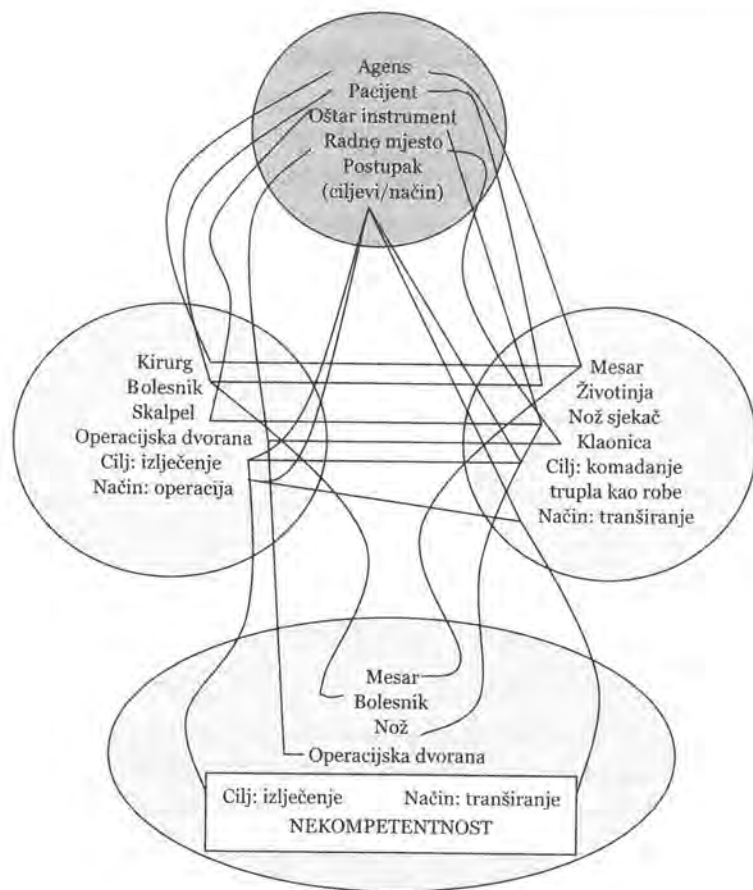 Agens
Pacijent
Oštar instrument
Radno mjesto
Postupak
(ciljevi/način)
Kirurg
Bolesnik
Skalpel
Operacijska dvorana
Cilj: izlječenje
Način: operacija
Mesar
Životinja
Nož sjekač
Klaonica
Cilj: komadanje
trupla kao robe
Način: tranširanje
Mesar
Bolesnik
Nož
Operacijska dvorana
Cilj: izlječenje Način: tranširanje
NEKOMPETENTNOST